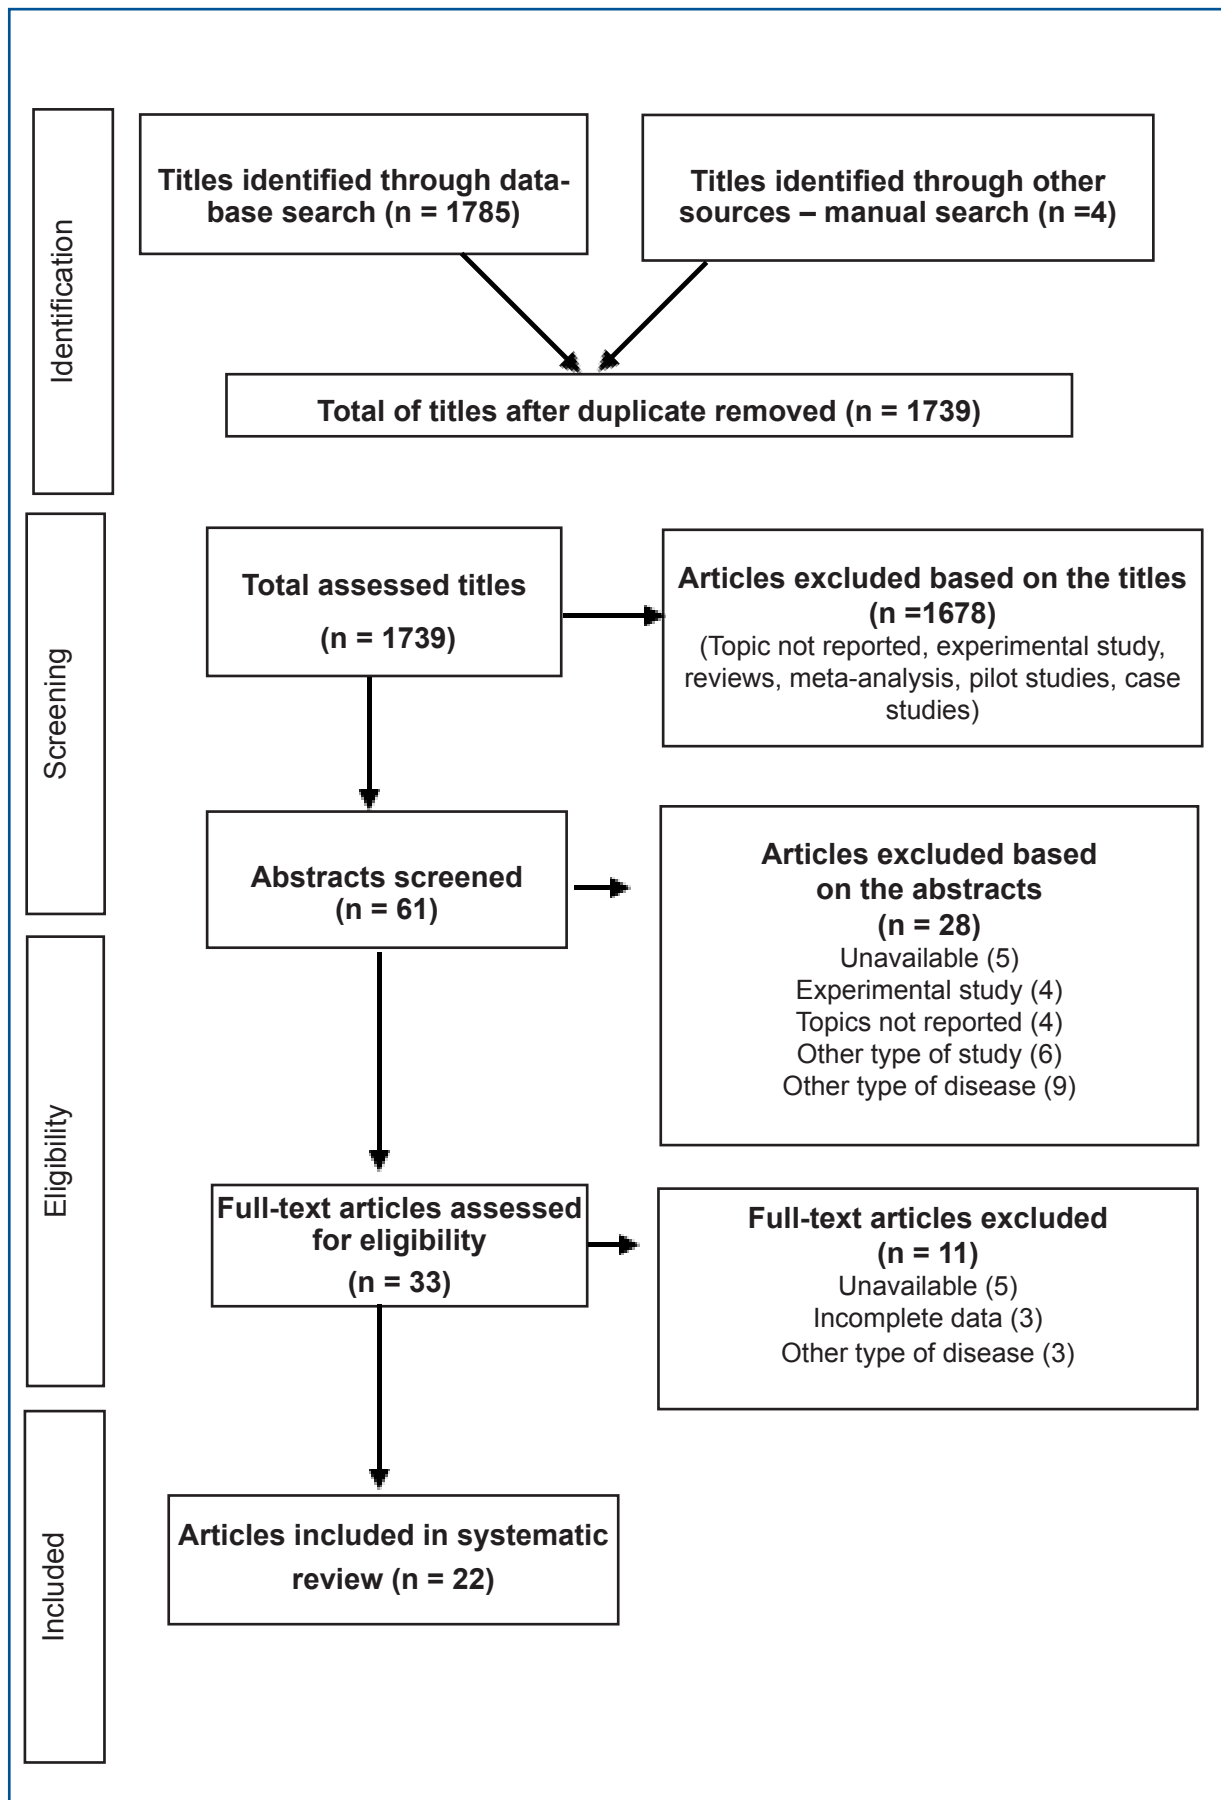 Identification
Titles identified through data-
base search (n = 1785)
Titles identified through other
sources – manual search (n =4)
Total of titles after duplicate removed (n = 1739)
Screening
Total assessed titles
(n = 1739)
Articles excluded based on the titles
(n =1678)
(Topic not reported, experimental study,
reviews, meta-analysis, pilot studies, case
studies)
Abstracts screened
(n = 61)
Articles excluded based
on the abstracts
(n = 28)
Unavailable (5)
Experimental study (4)
Topics not reported (4)
Other type of study (6)
Other type of disease (9)
Eligibility
Full-text articles assessed
for eligibility
(n = 33)
Full-text articles excluded
(n = 11)
Unavailable (5)
Incomplete data (3)
Other type of disease (3)
Included
Articles included in systematic
review (n = 22)